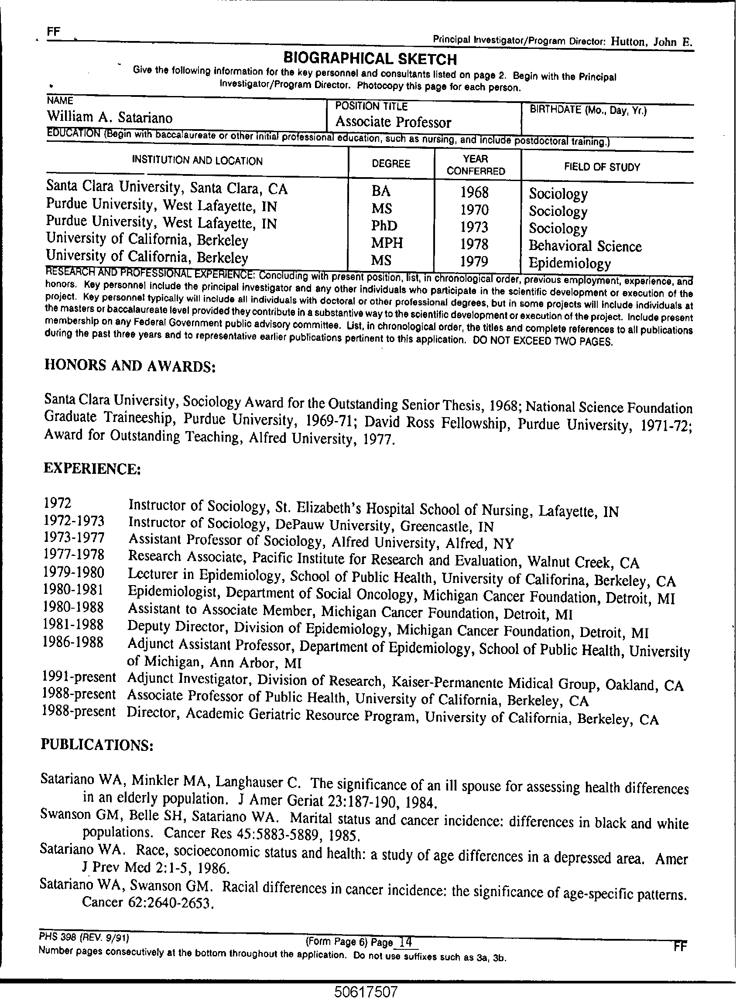 FF
Principal Investigator/Program Director: Hutton, John E.
BIOGRAPHICAL SKETCH
Give the following information for the key personnel and consultants listed on page 2. Begin with the Principal
Investigator/Program Director. Photocopy this page for each person.
NAME
POSITION TITLE
BIRTHDATE (Mo., Day, Yr.)
William A. Satariano
Associate Professor
EDUCATION (Begin with baccalaureate or other initial professional education, such as nursing, and include postdoctoral training.)
INSTITUTION AND LOCATION
DEGREE
YEAR
CONFERRED
FIELD OF STUDY
Santa Clara University, Santa Clara, CA BA 1968 Sociology
Purdue University, West Lafayette, IN MS 1970 Sociology
Purdue University, West Lafayette, IN PhD 1973 Sociology
University of California, Berkeley MPH 1978 Behavioral Science
University of California, Berkeley MS 1979 Epidemiology
RESEARCH AND PROFESSIONAL EXPERIENCE: Concluding with present position, list, in chronological order, previous employment, experience, and
honors. Key personnel include the principal investigator and any other individuals who participate in the scientific development or execution of the
project. Key personnel typically will include all individuals with doctoral or other professional degrees, but in some projects will include individuals at
the masters or baccalaureate level provided they contribute in a substantive way to the scientific development or execution of the project. Include present
membership on any Federal Government public advisory committee. List, in chronological order, the titles and complete references to all publications
during the past three years and to representative earlier publications pertinent to this application. DO NOT EXCEED TWO PAGES.
HONORS AND AWARDS:
Santa Clara University, Sociology Award for the Outstanding Senior Thesis, 1968; National Science Foundation
Graduate Traineeship, Purdue University, 1969-71; David Ross Fellowship, Purdue University, 1971-72;
Award for Outstanding Teaching, Alfred University, 1977.
EXPERIENCE:
1972 Instructor of Sociology, St. Elizabeth's Hospital School of Nursing, Lafayette, IN
1972-1973 Instructor of Sociology, DePauw University, Greencastle, IN
1973-1977 Assistant Professor of Sociology, Alfred University, Alfred, NY
1977-1978 Research Associate, Pacific Institute for Research and Evaluation, Walnut Creek, CA
1979-1980 Lecturer in Epidemiology, School of Public Health, University of Califorina, Berkeley, CA
1980-1981 Epidemiologist, Department of Social Oncology, Michigan Cancer Foundation, Detroit, MI
1980-1988 Assistant to Associate Member, Michigan Cancer Foundation, Detroit, MI
1981-1988 Deputy Director, Division of Epidemiology, Michigan Cancer Foundation, Detroit, MI
1986-1988 Adjunct Assistant Professor, Department of Epidemiology, School of Public Health, University
of Michigan, Ann Arbor, MI
1991-present Adjunct Investigator, Division of Research, Kaiser-Permanente Midical Group, Oakland, CA
1988-present Associate Professor of Public Health, University of California, Berkeley, CA
1988-present Director, Academic Geriatric Resource Program, University of California, Berkeley, CA
PUBLICATIONS:
Satariano WA, Minkler MA, Langhauser C. The significance of an ill spouse for assessing health differences
in an elderly population. J Amer Geriat 23:187-190, 1984.
Swanson GM, Belle SH, Satariano WA. Marital status and cancer incidence: differences in black and white
populations. Cancer Res 45:5883-5889, 1985.
Satariano WA. Race, socioeconomic status and health: a study of age differences in a depressed area. Amer
J Prev Med 2:1-5, 1986.
Satariano WA, Swanson GM. Racial differences in cancer incidence: the significance of age-specific patterns.
Cancer 62:2640-2653.
PHS 398 (REV. 9/91)
(Form Page 6) Page 14
FF
Number pages consecutively at the bottom throughout the application. Do not use suffixes such as 3a, 3b.
50617507